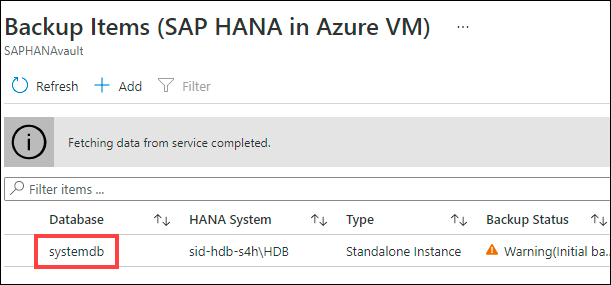 Backup Items (SAP HANA in Azure VM) ...
SAPHANAvault
Refresh Add Filter
Fetching data from service completed.
Filter items ...
Database HANA System Type Backup Status
systemdb sid-hdb-s4h\HDB Standalone Instance Warning(Initial ba...